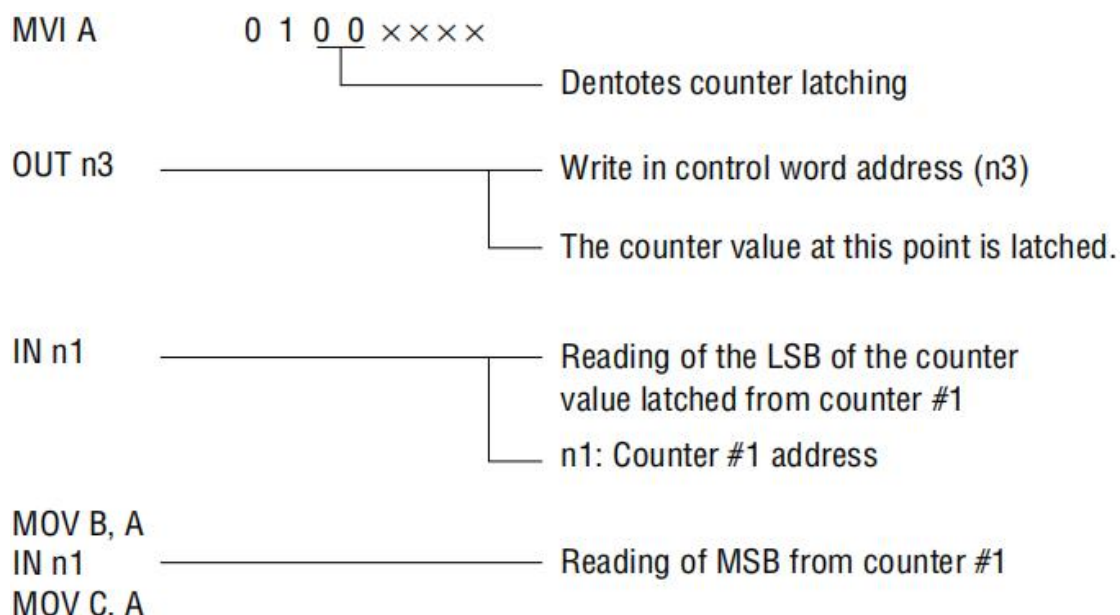 MVI A 0 1 0 0 ××××
Dentotes counter latching
OUT n3 Write in control word address (n3)
The counter value at this point is latched.
IN n1 Reading of the LSB of the counter
value latched from counter #1
n1: Counter #1 address
MOV B, A
IN n1 Reading of MSB from counter #1
MOV C, A